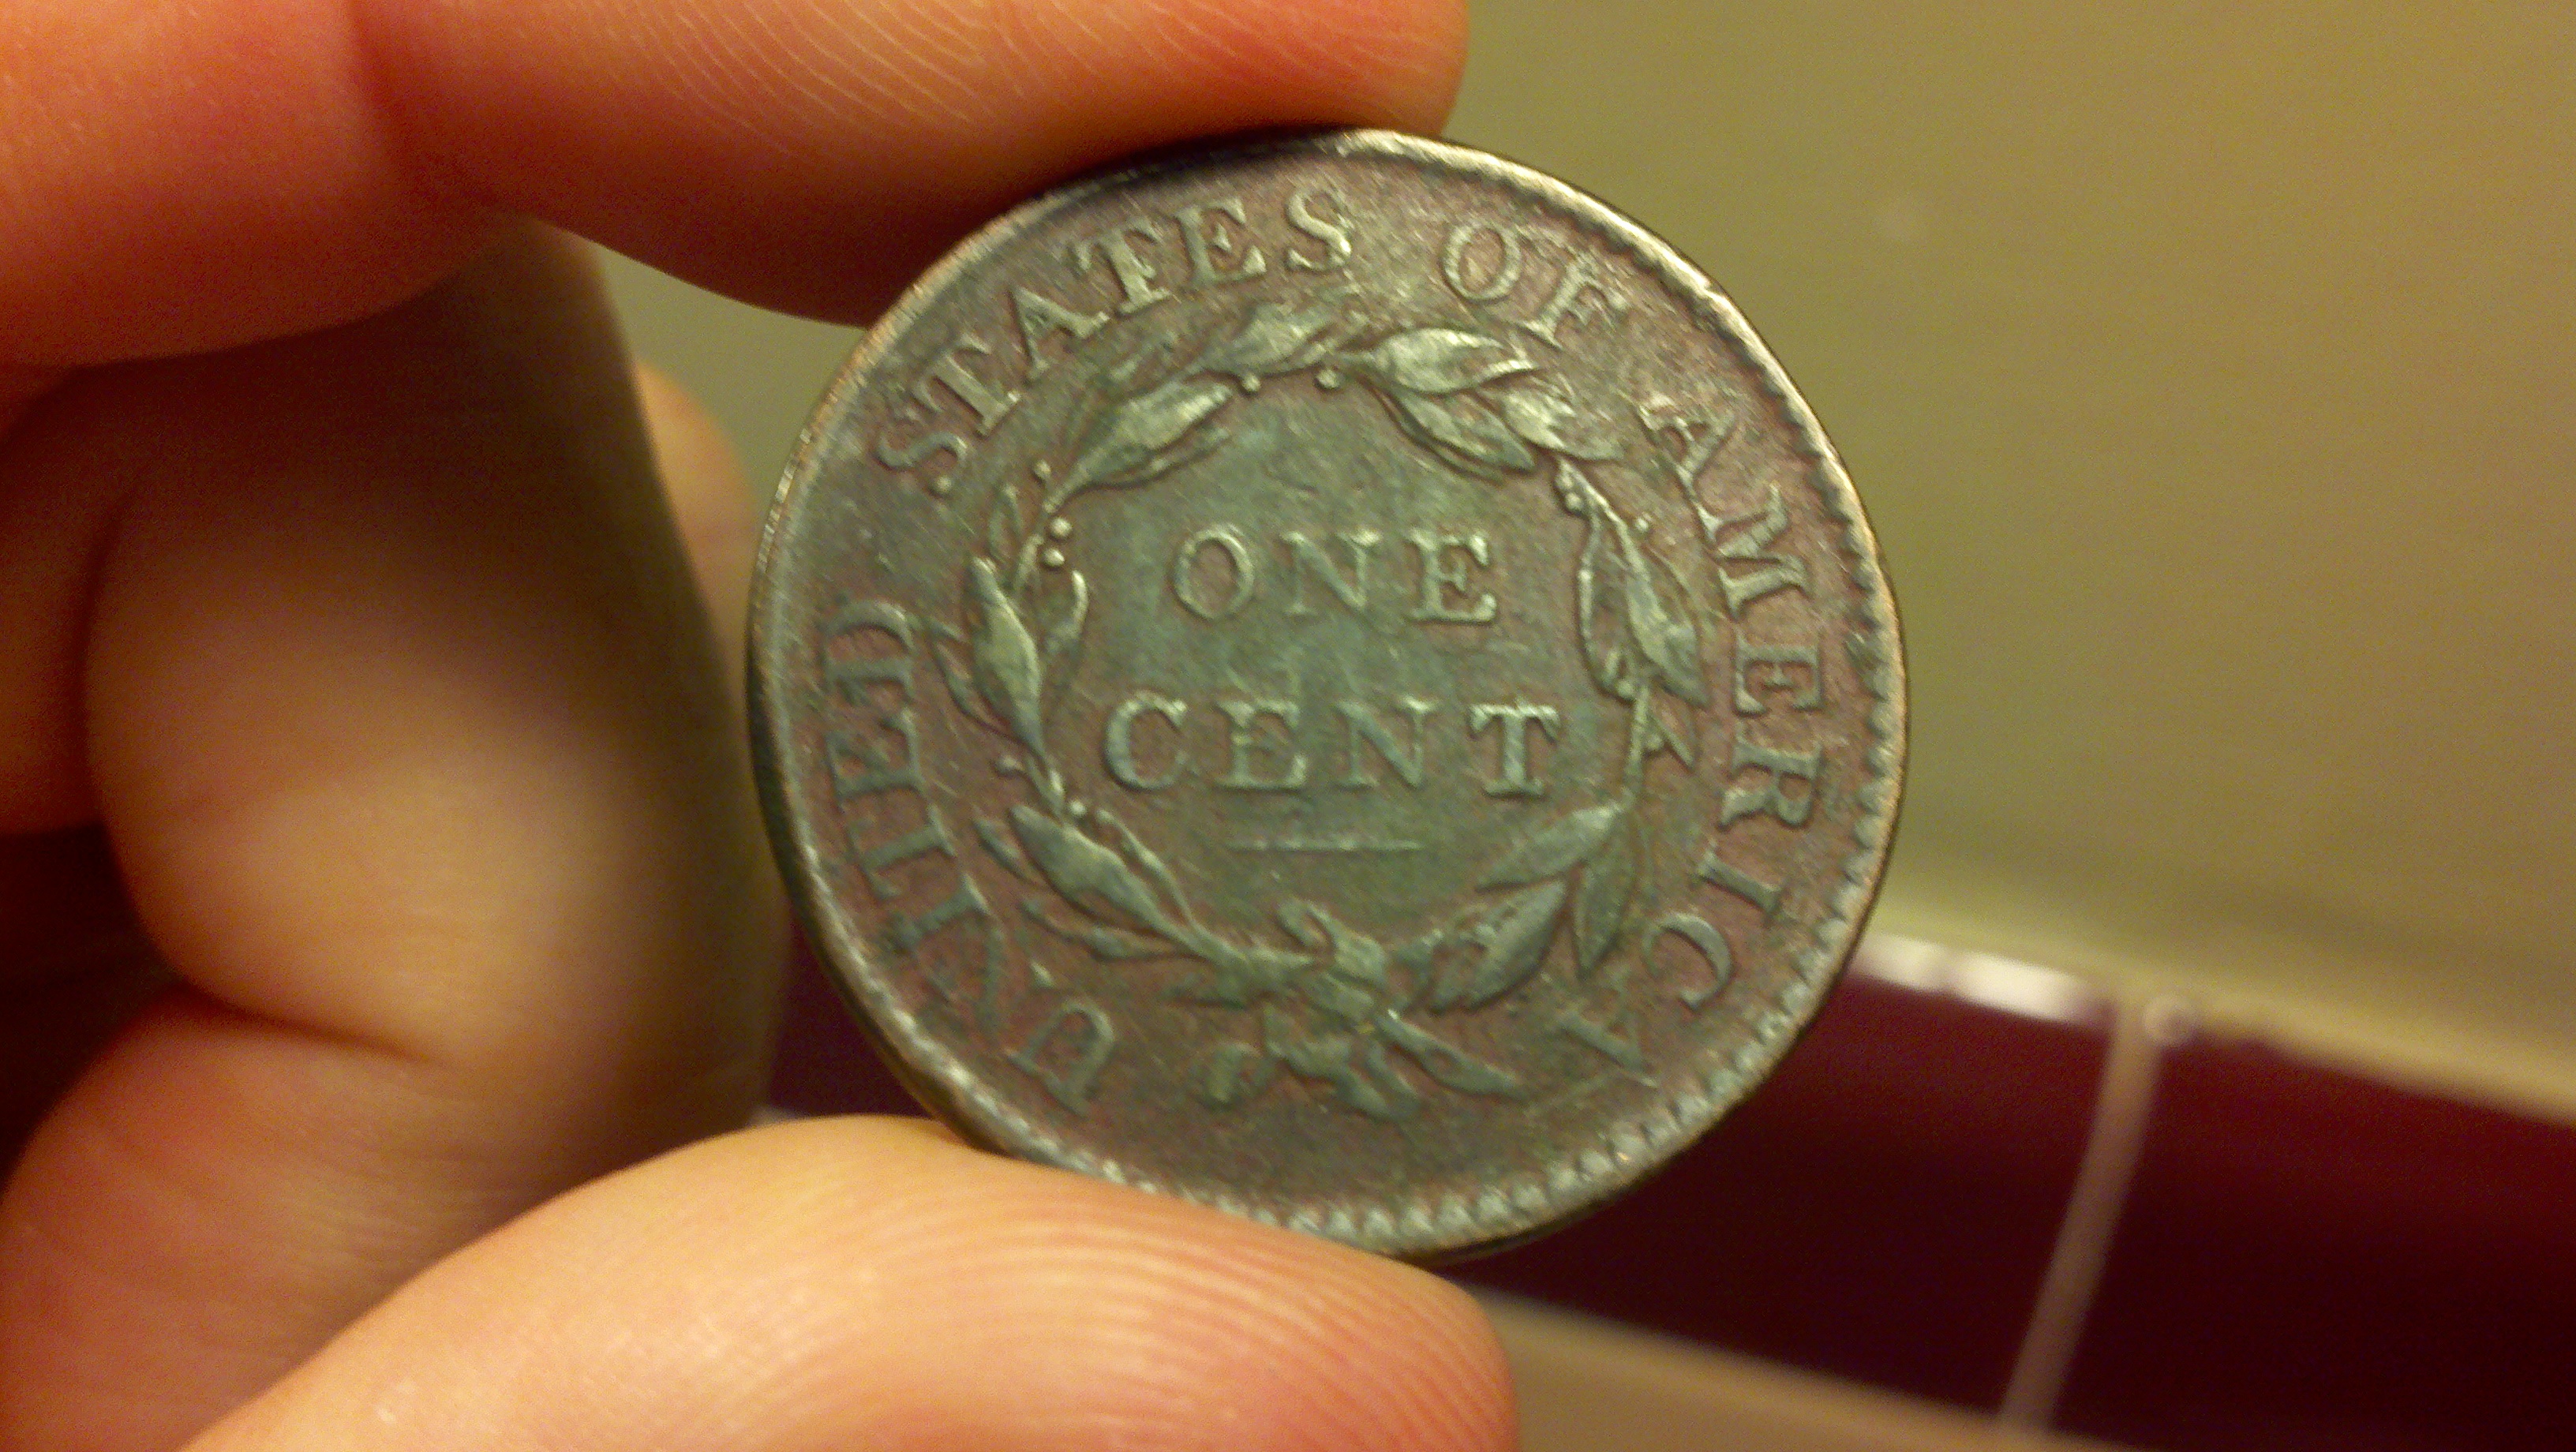 UNITED STATES OF AMERICA
ONE
CENT